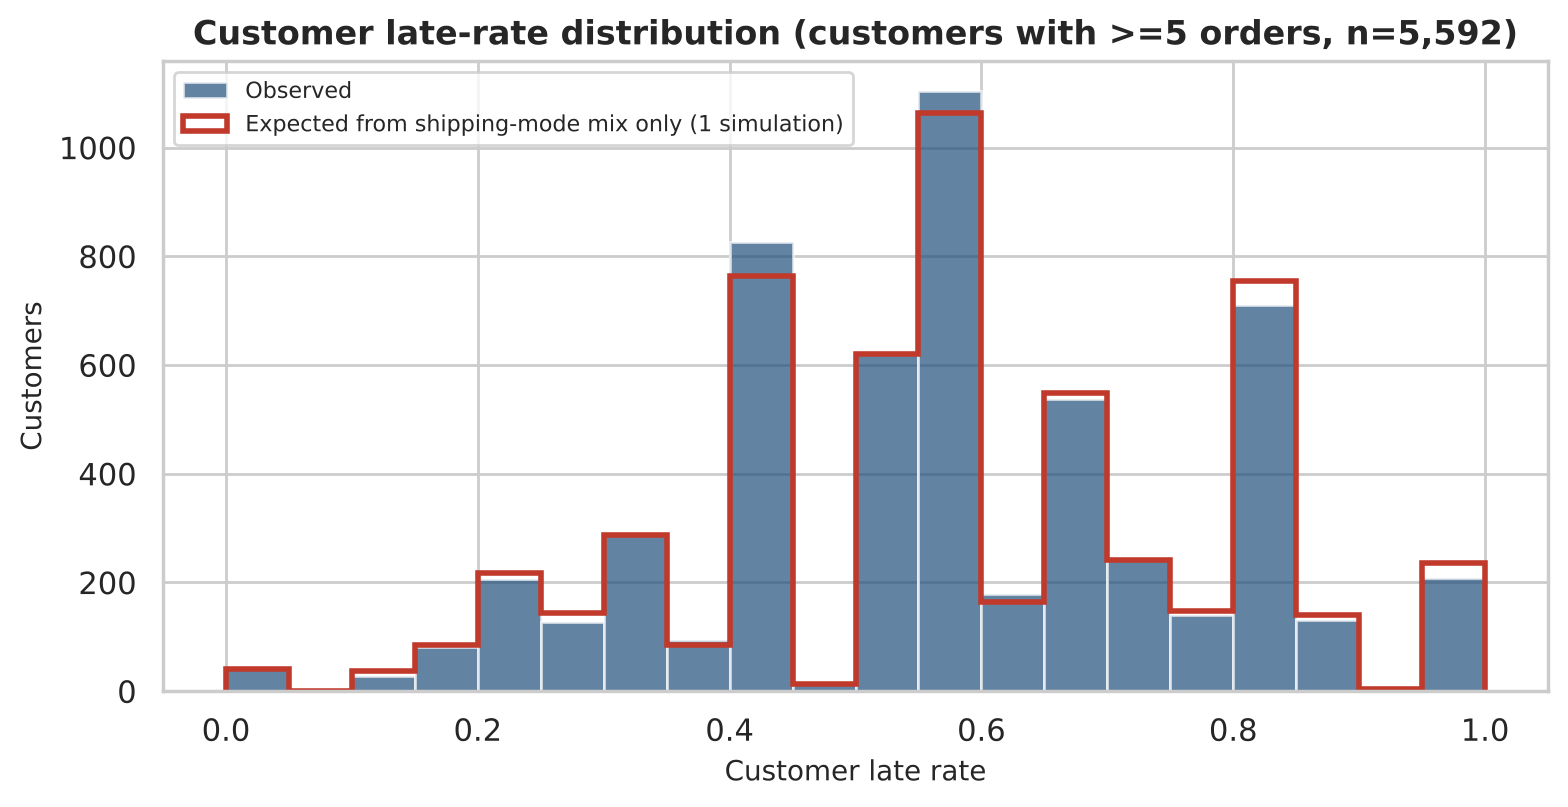 Customer late-rate distribution (customers with >=5 orders, n=5,592)
Observed
Expected from shipping-mode mix only (1 simulation)
1000
800
600
400
200
0
Customers
0.0 0.2 0.4 0.6 0.8 1.0
Customer late rate